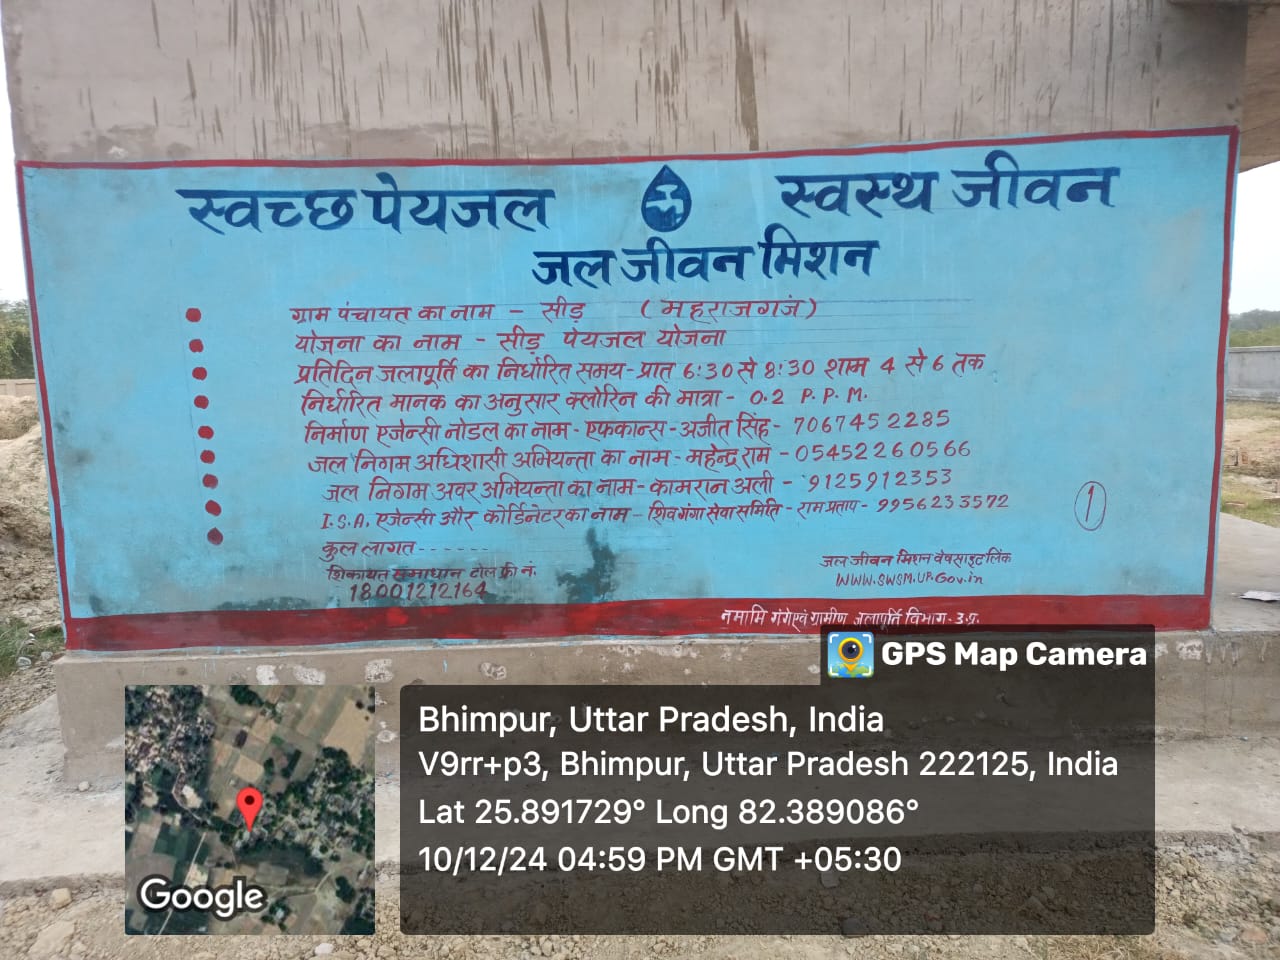 स्वच्छ पेयजल स्वस्थ जीवन
जल जीवन मिशन
ग्राम पंचायत का नाम - सीड़ (महराजगजं)
योजना का नाम - सीड़ पेयजल योजना
प्रतिदिन जलापूर्ति का निर्धारित समय - प्रात 6:30 से 8:30 शाम 4 से 6 तक
निर्धारित मानक का अनुसार क्लोरिन की मात्रा - 0.2 P.P.M.
निर्माण एजेन्सी नोडल का नाम - एफकान्स - अजीत सिंह - 7067452285
जल निगम अधिशासी अभियन्ता का नाम - महेन्द्र राम - 05452260566
जल निगम अवर अभियन्ता का नाम - कामरान अली - 9125912353
I.S.A. एजेन्सी और कोर्डिनेटर का नाम - शिव गंगा सेवा समिति - राम प्रताप - 9956233572
1
कुल लागत ------
शिकायत समाधान टोल फ्री नं.
18001212164
जल जीवन मिशन वेबसाइट लिंक
WWW.SWSM.UP.Gov.in
नमामि गंगे एवं ग्रामीण जलापूर्ति विभाग - उ.प्र.
GPS Map Camera
Bhimpur, Uttar Pradesh, India
V9rr+p3, Bhimpur, Uttar Pradesh 222125, India
Lat 25.891729° Long 82.389086°
10/12/24 04:59 PM GMT +05:30
Google